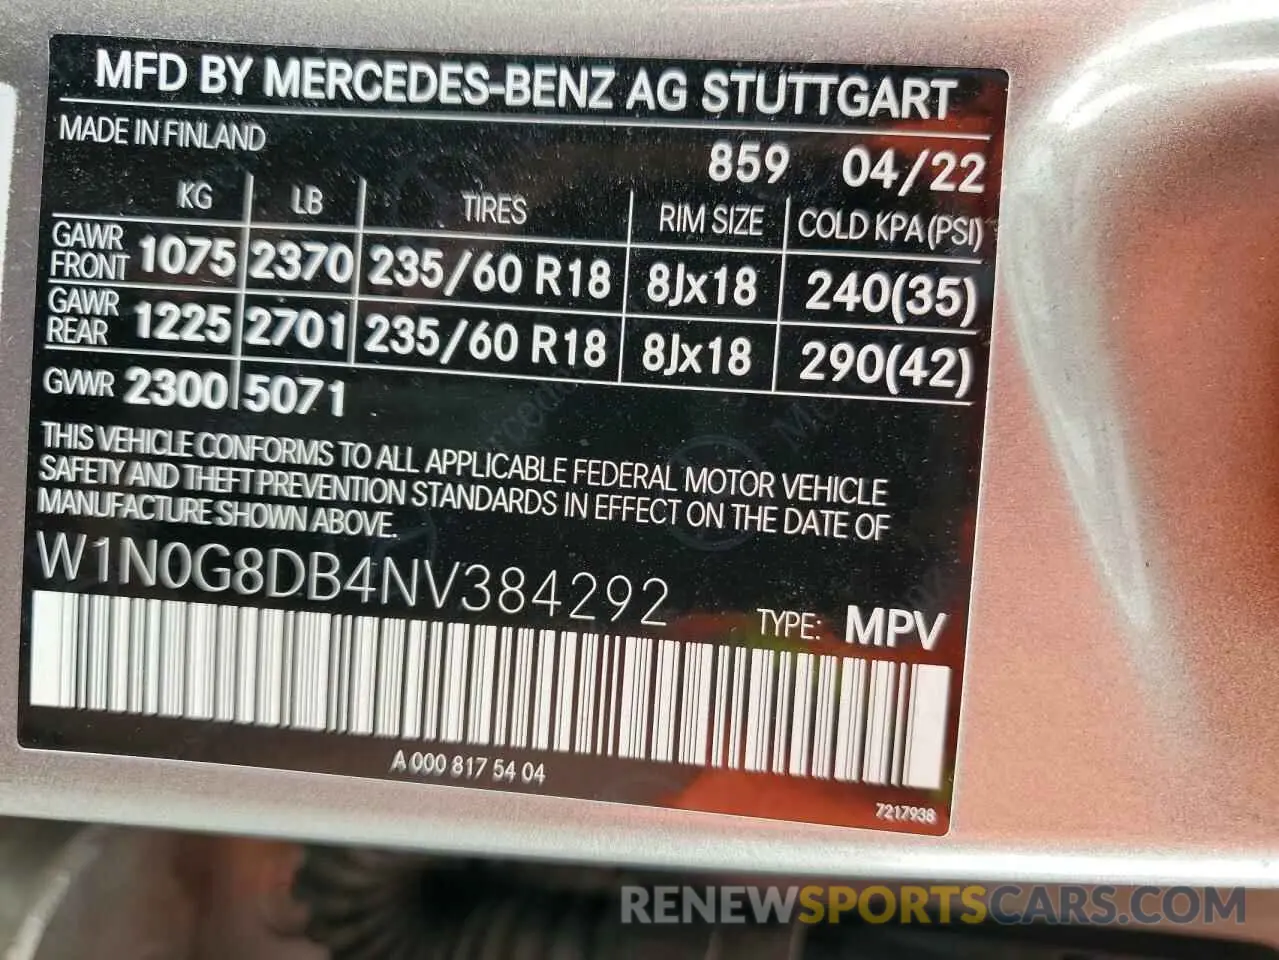 MFD BY MERCEDES-BENZ AG STUTTGART
MADE IN FINLAND
859 04/22
KG LB TIRES RIM SIZE COLD KPA (PSI)
GAWR FRONT 1075 2370 235/60 R18 8Jx18 240(35)
GAWR REAR 1225 2701 235/60 R18 8Jx18 290(42)
GVWR 2300 5071
THIS VEHICLE CONFORMS TO ALL APPLICABLE FEDERAL MOTOR VEHICLE
SAFETY AND THEFT PREVENTION STANDARDS IN EFFECT ON THE DATE OF
MANUFACTURE SHOWN ABOVE.
W1N0G8DB4NV384292
TYPE: MPV
A 000 817 54 04
7217938
RENEWSPORTSCARS.COM